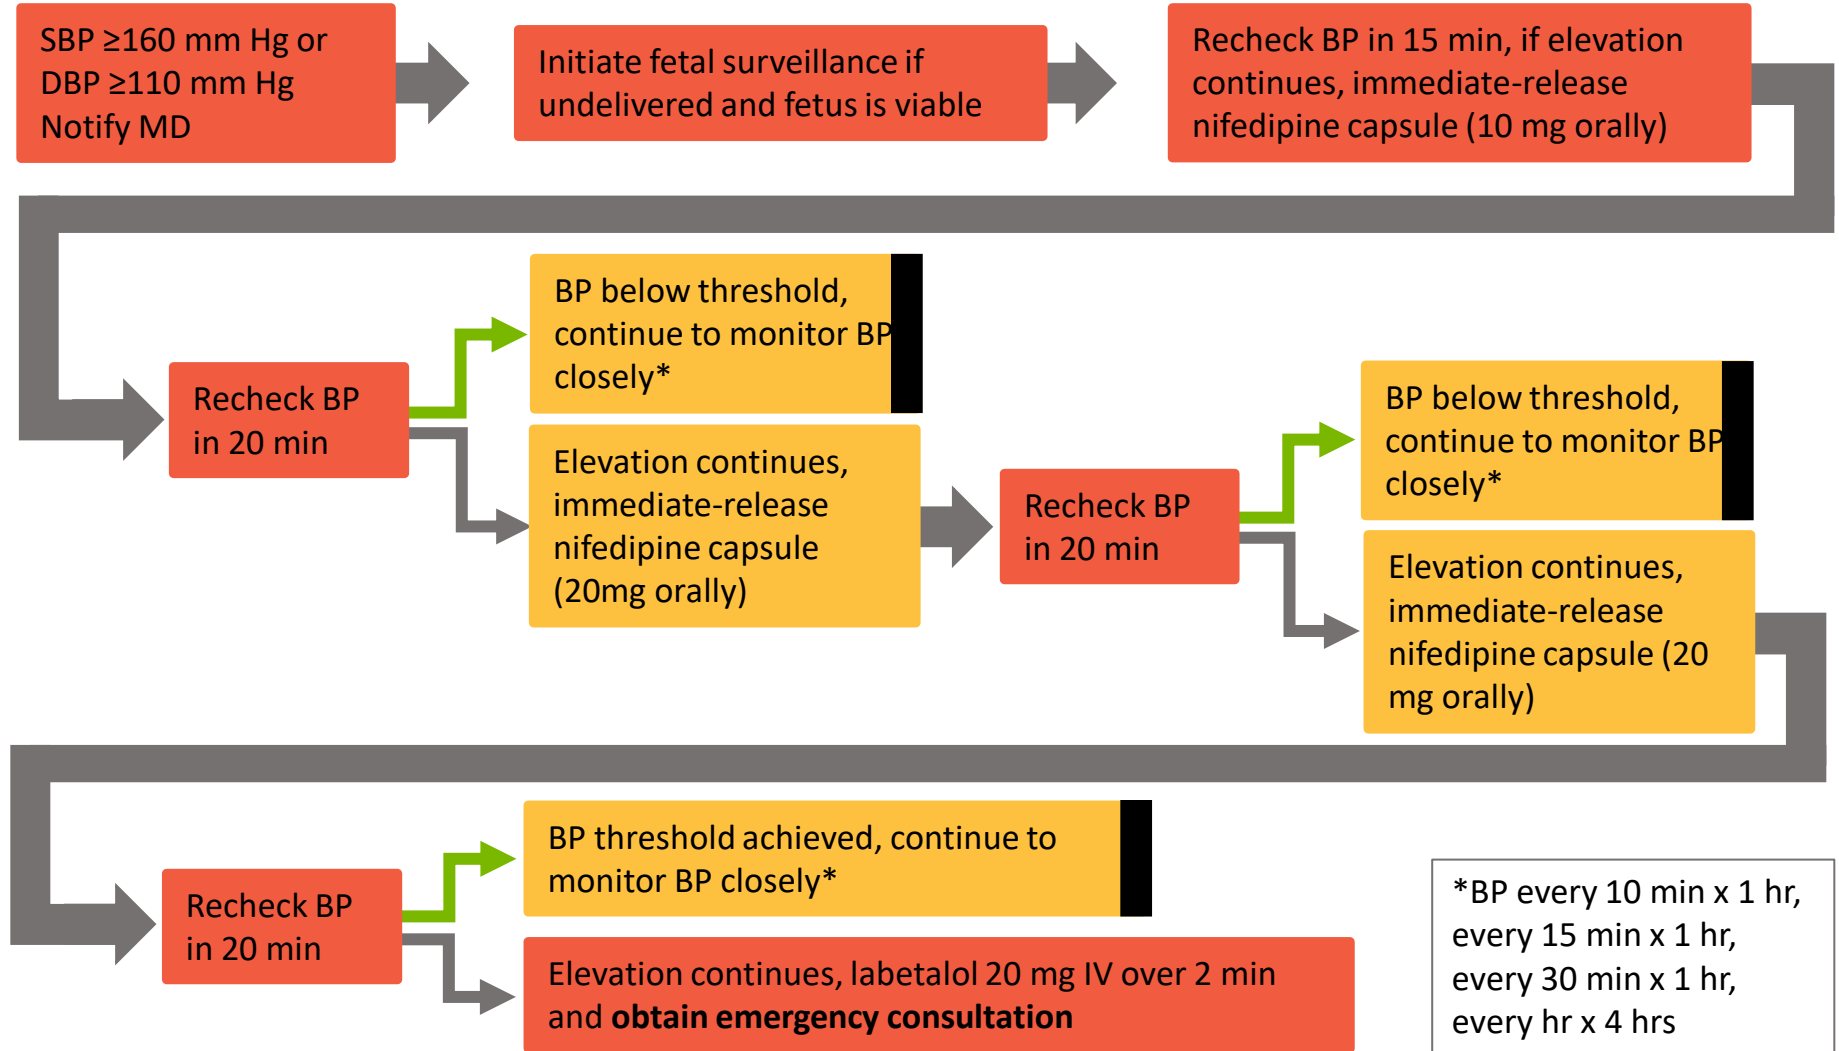 SBP ≥160 mm Hg or
DBP ≥110 mm Hg
Notify MD
Initiate fetal surveillance if
undelivered and fetus is viable
Recheck BP in 15 min, if elevation
continues, immediate-release
nifedipine capsule (10 mg orally)
Recheck BP
in 20 min
BP below threshold,
continue to monitor BP
closely*
Elevation continues,
immediate-release
nifedipine capsule
(20mg orally)
Recheck BP
in 20 min
BP below threshold,
continue to monitor BP
closely*
Elevation continues,
immediate-release
nifedipine capsule (20
mg orally)
Recheck BP
in 20 min
BP threshold achieved, continue to
monitor BP closely*
Elevation continues, labetalol 20 mg IV over 2 min
and obtain emergency consultation
*BP every 10 min x 1 hr,
every 15 min x 1 hr,
every 30 min x 1 hr,
every hr x 4 hrs